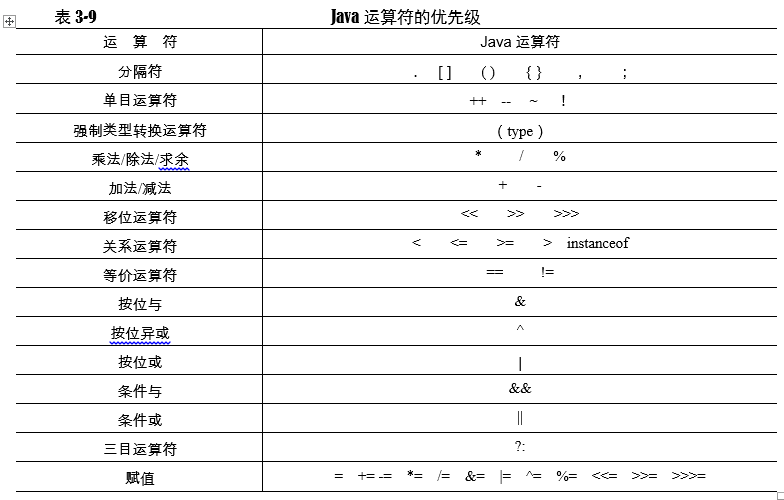 表 3-9 Java 运算符的优先级
运 算 符 Java 运算符
分隔符 . [ ] ( ) { } , ;
单目运算符 ++ -- ~ !
强制类型转换运算符 ( type )
乘法/除法/求余 * / %
加法/减法 + -
移位运算符 << >> >>>
关系运算符 < <= >= > instanceof
等价运算符 == !=
按位与 &
按位异或 ^
按位或 |
条件与 &&
条件或 ||
三目运算符 ?:
赋值 = += -= *= /= &= |= ^= %= <<= >>= >>>=